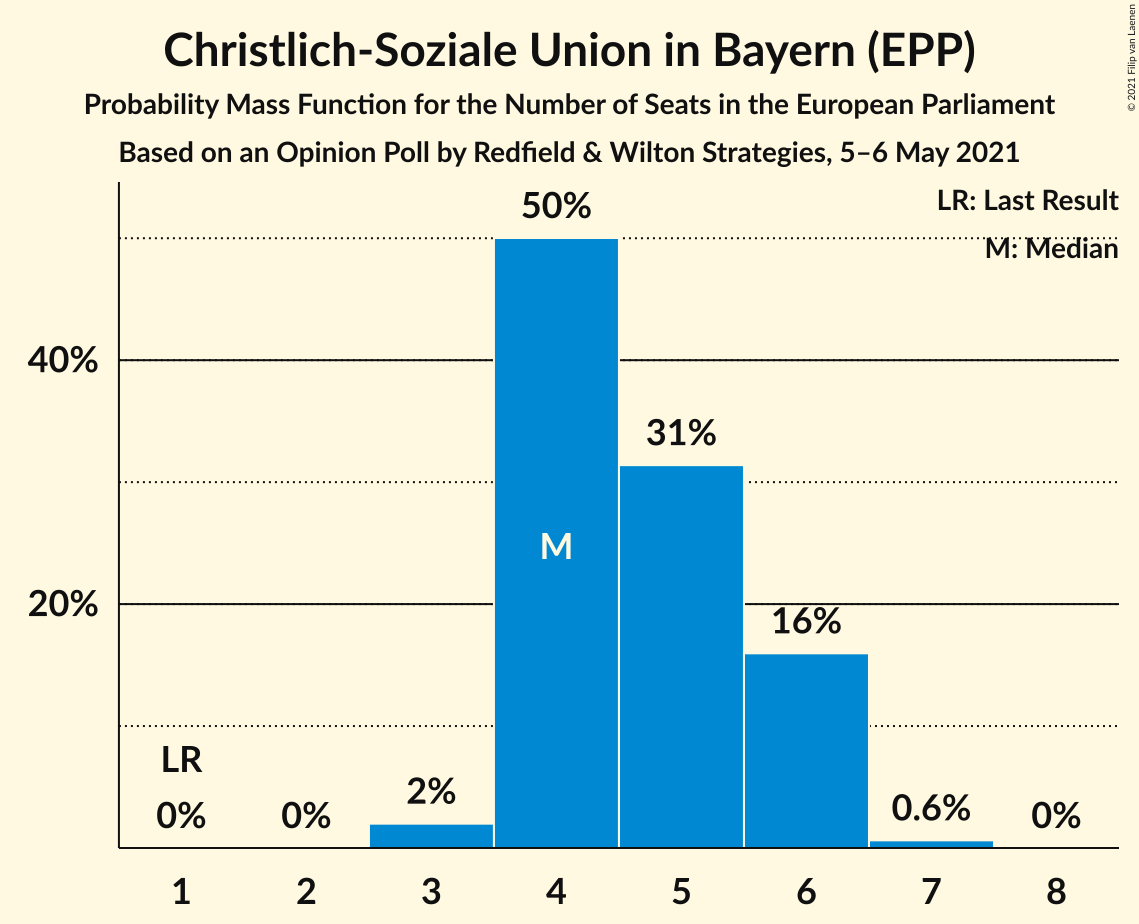 Christlich-Soziale Union in Bayern (EPP)
Probability Mass Function for the Number of Seats in the European Parliament
Based on an Opinion Poll by Redfield & Wilton Strategies, 5–6 May 2021
© 2021 Filip van Laenen
LR: Last Result
M: Median
50%
40%
31%
M
20%
16%
LR
0%
0%
2%
0.6%
0%
1 2 3 4 5 6 7 8